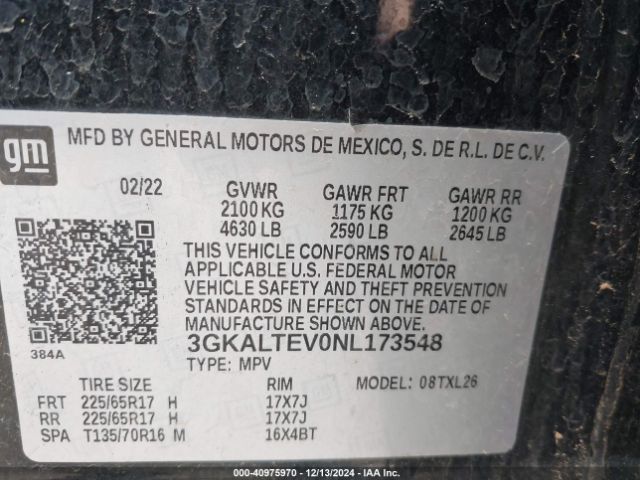 gm
MFD BY GENERAL MOTORS DE MEXICO, S. DE R.L. DE C.V.
02/22 GVWR GAWR FRT GAWR RR
2100 KG 1175 KG 1200 KG
4630 LB 2590 LB 2645 LB
THIS VEHICLE CONFORMS TO ALL
APPLICABLE U.S. FEDERAL MOTOR
VEHICLE SAFETY AND THEFT PREVENTION
STANDARDS IN EFFECT ON THE DATE OF
MANUFACTURE SHOWN ABOVE.
384A
3GKALTEV0NL173548
TYPE: MPV
TIRE SIZE RIM MODEL: 08TXL26
FRT 225/65R17 H 17X7J
RR 225/65R17 H 17X7J
SPA T135/70R16 M 16X4BT
12-40975970 - 12/13/2024 - IAA Inc.